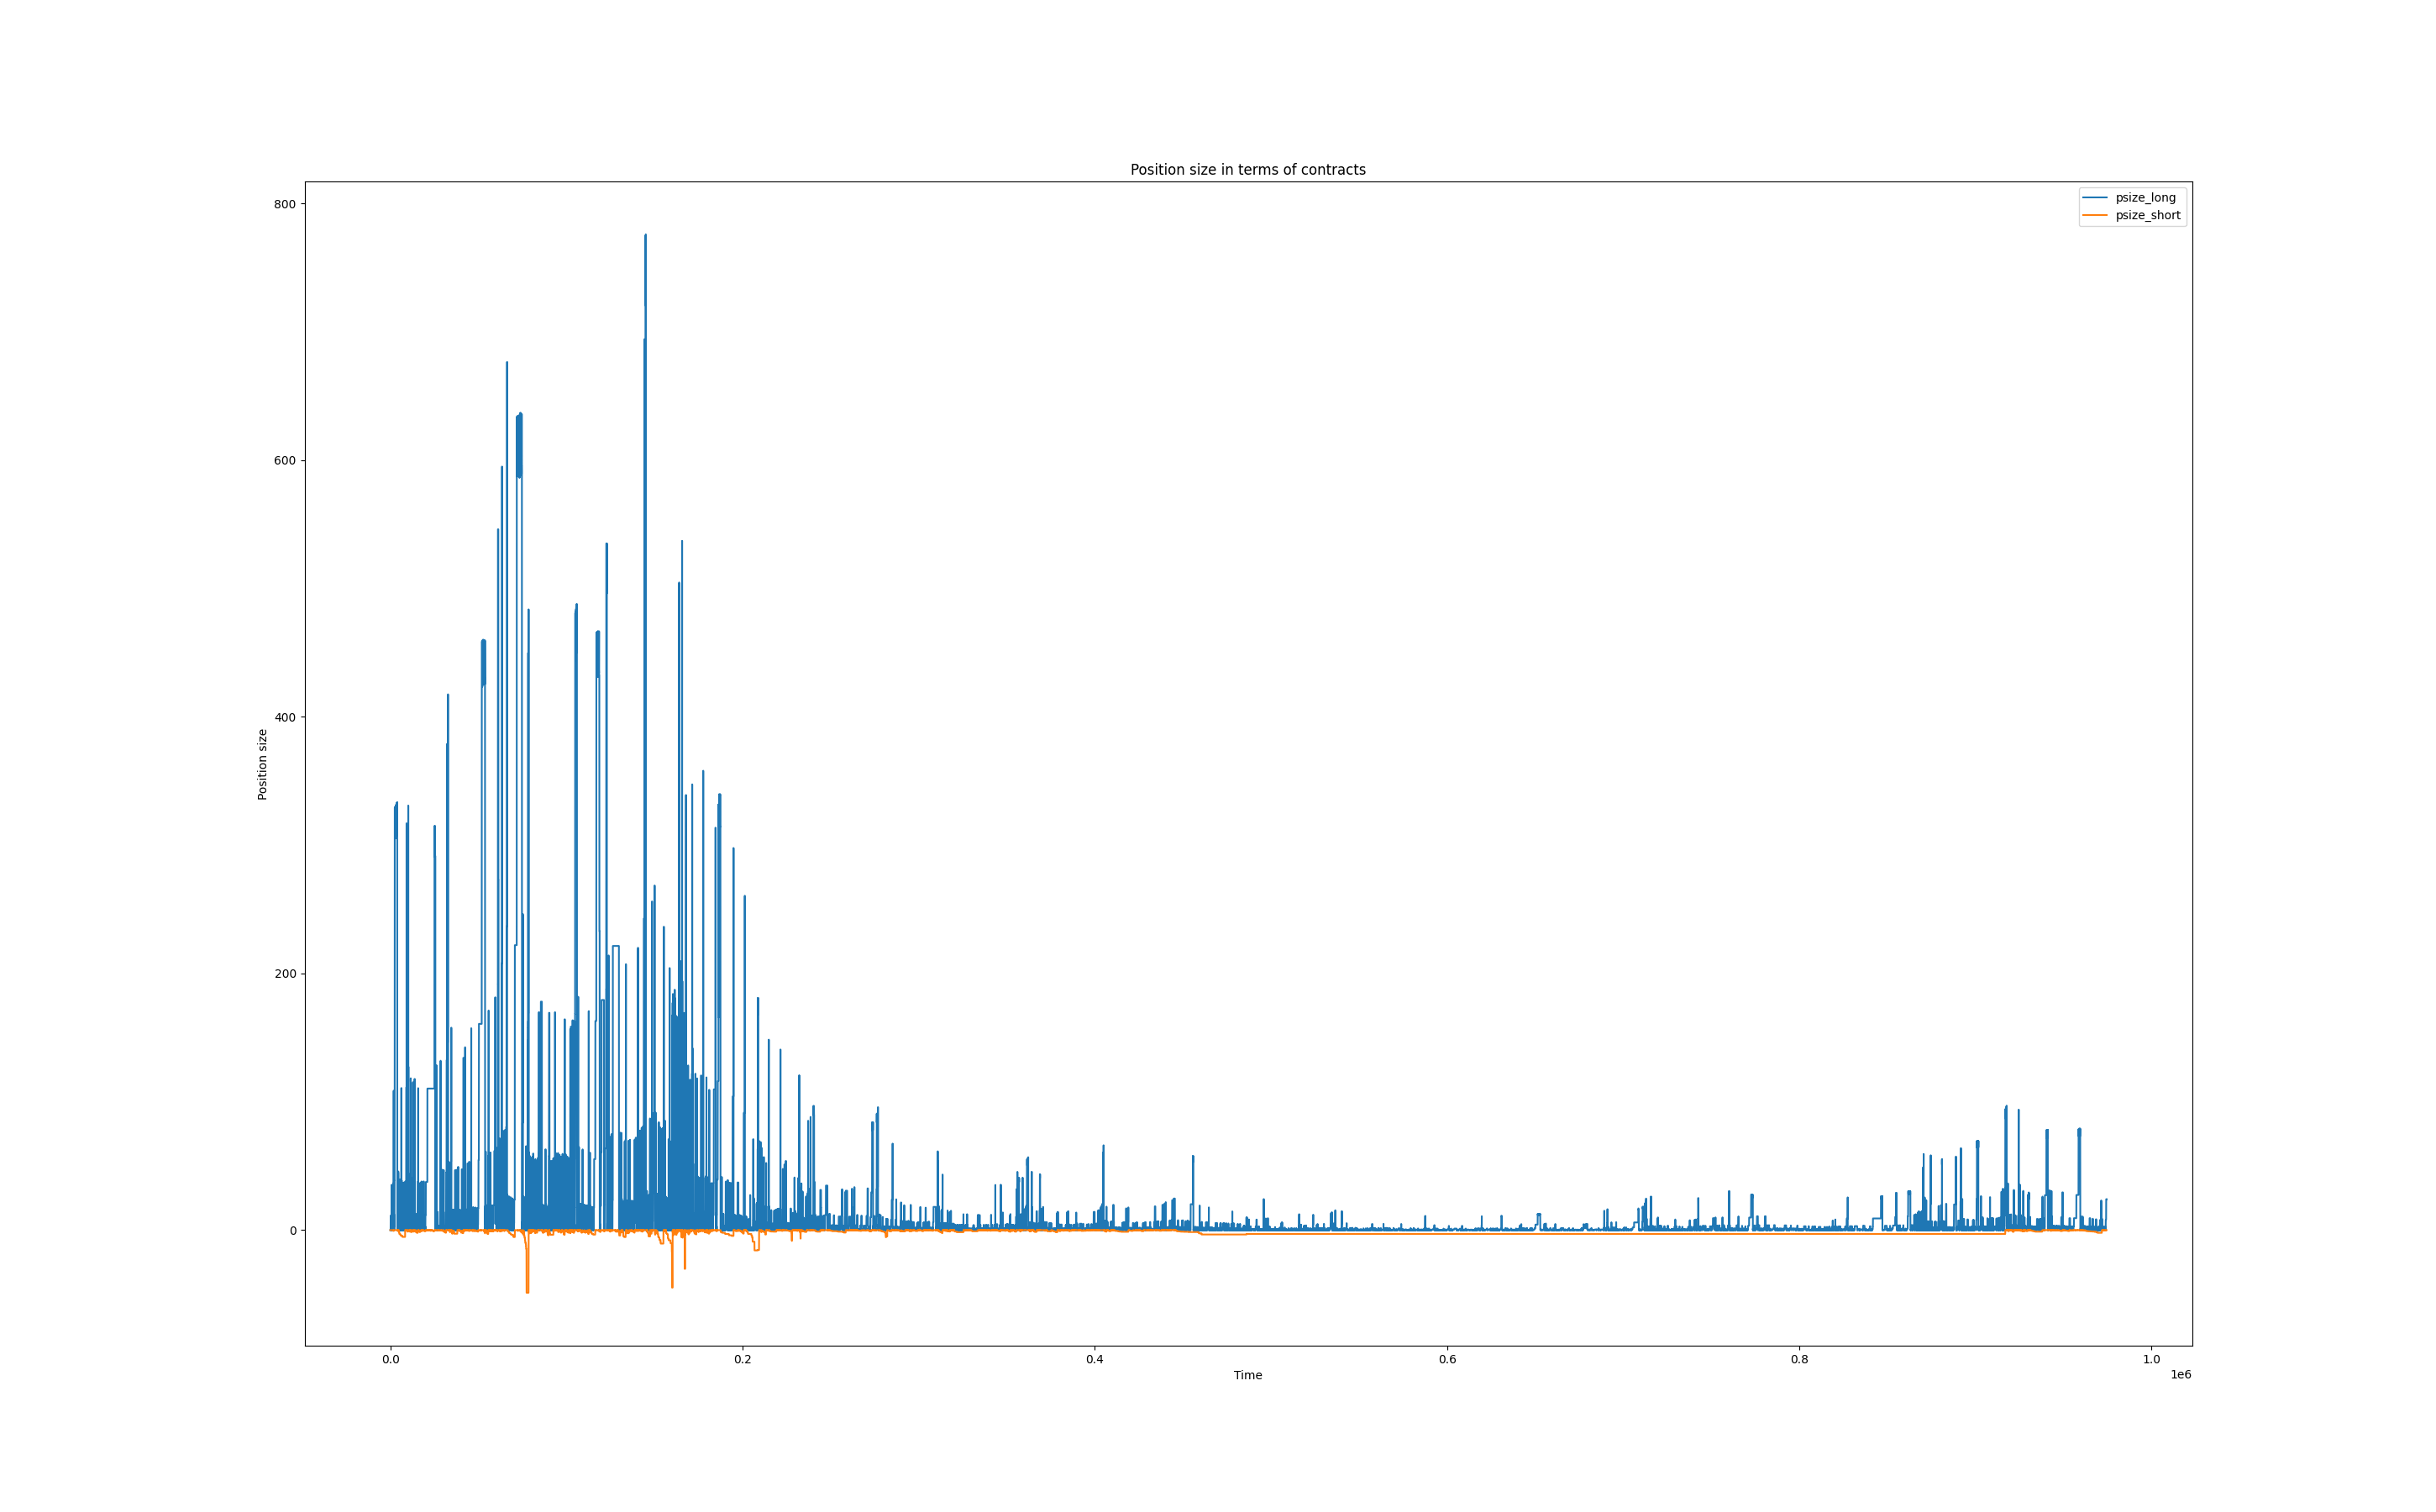 Position size in terms of contracts
psize_long
psize_short
800
600
400
200
0
Position size
0.0 0.2 0.4 0.6 0.8 1.0
1e6
Time